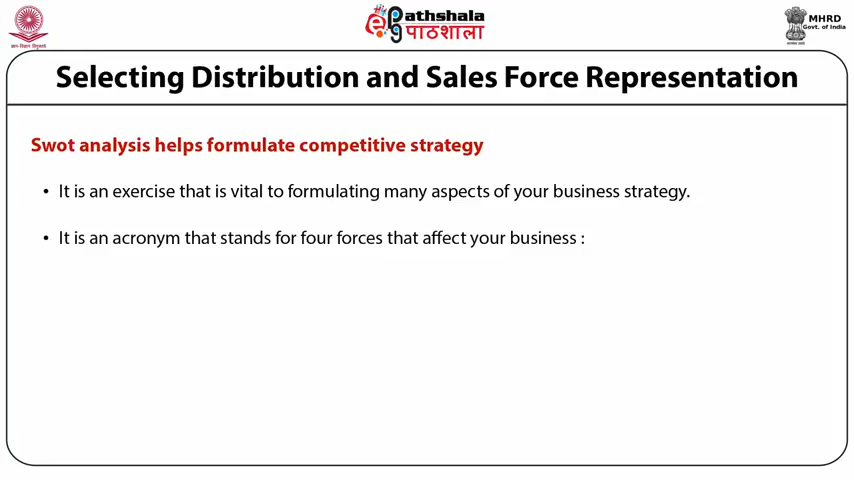 ePathshala
पाठशाला
MHRD
Govt. of India
Selecting Distribution and Sales Force Representation
Swot analysis helps formulate competitive strategy
• It is an exercise that is vital to formulating many aspects of your business strategy.
• It is an acronym that stands for four forces that affect your business :